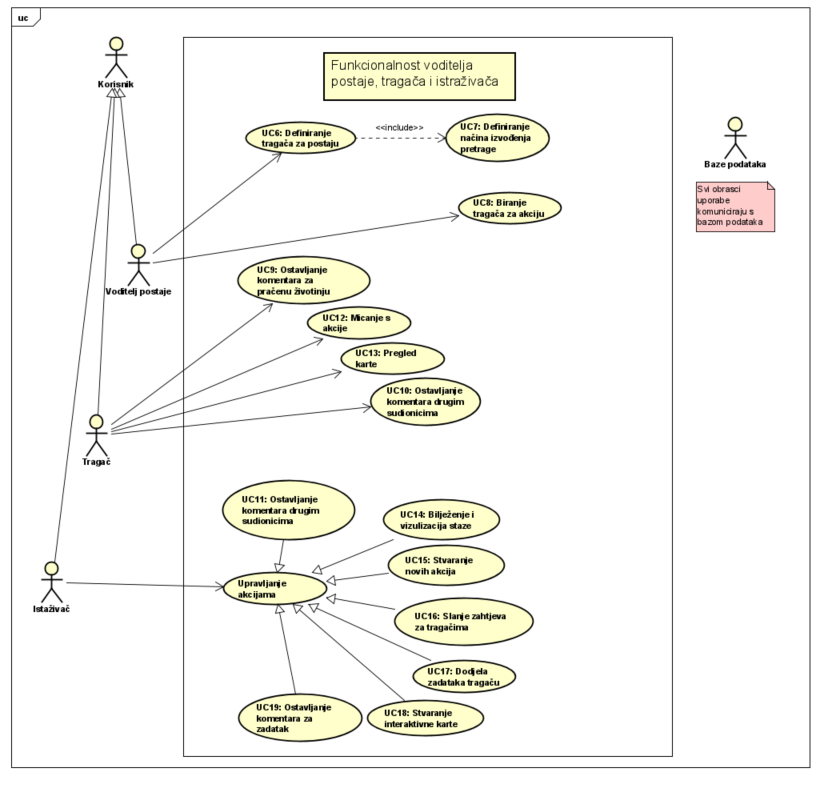 uc
Korisnik
Funkcionalnost voditelja
postaje, tragača i istraživača
UC6: Definiranje
tragača za postaju
<<include>>
UC7: Definiranje
načina izvođenja
pretrage
Baze podataka
Svi obrasci
uporabe
komuniciraju s
bazom podataka
UC8: Biranje
tragača za akciju
Voditelj postaje
UC9: Ostavljanje
komentara za
praćenu životinju
UC12: Micanje s
akcije
UC13: Pregled
karte
UC10: Ostavljanje
komentara drugim
sudionicima
Tragač
UC11: Ostavljanje
komentara drugim
sudionicima
UC14: Bilježenje i
vizulizacija staze
UC15: Stvaranje
novih akcija
Upravljanje
akcijama
Istaživač
UC16: Slanje zahtjeva
za tragačima
UC17: Dodjela
zadataka tragaču
UC19: Ostavljanje
komentara za
zadatak
UC18: Stvaranje
interaktivne karte